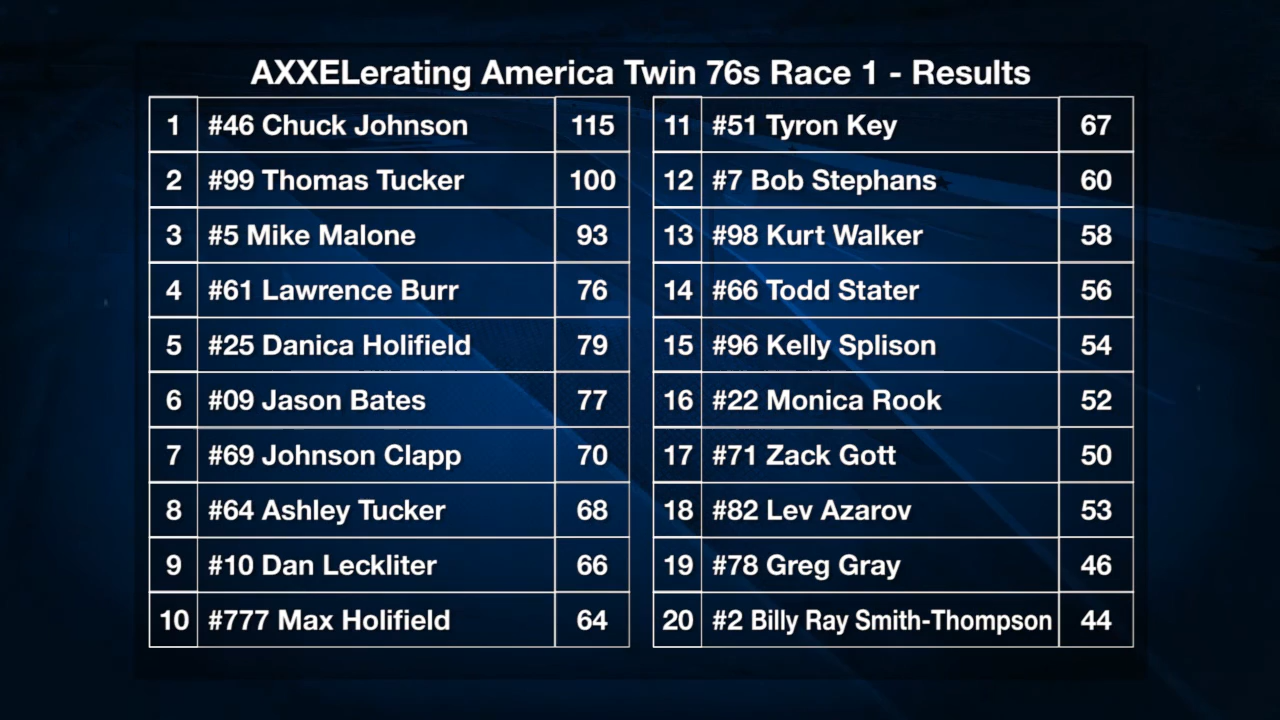 AXXELerating America Twin 76s Race 1 - Results
1 #46 Chuck Johnson 115
2 #99 Thomas Tucker 100
3 #5 Mike Malone 93
4 #61 Lawrence Burr 76
5 #25 Danica Holifield 79
6 #09 Jason Bates 77
7 #69 Johnson Clapp 70
8 #64 Ashley Tucker 68
9 #10 Dan Leckliter 66
10 #777 Max Holifield 64
11 #51 Tyron Key 67
12 #7 Bob Stephans 60
13 #98 Kurt Walker 58
14 #66 Todd Stater 56
15 #96 Kelly Splison 54
16 #22 Monica Rook 52
17 #71 Zack Gott 50
18 #82 Lev Azarov 53
19 #78 Greg Gray 46
20 #2 Billy Ray Smith-Thompson 44